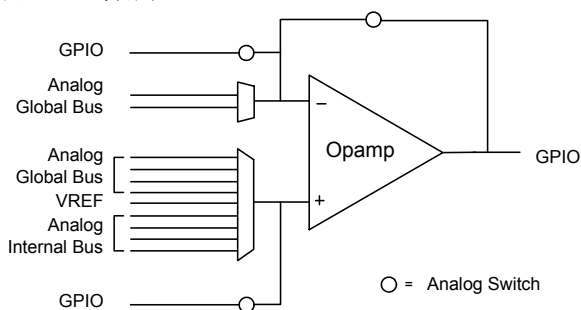 GPIO
Analog
Global Bus
−
Opamp
GPIO
Analog
Global Bus
VREF
+
Analog
Internal Bus
GPIO
= Analog Switch